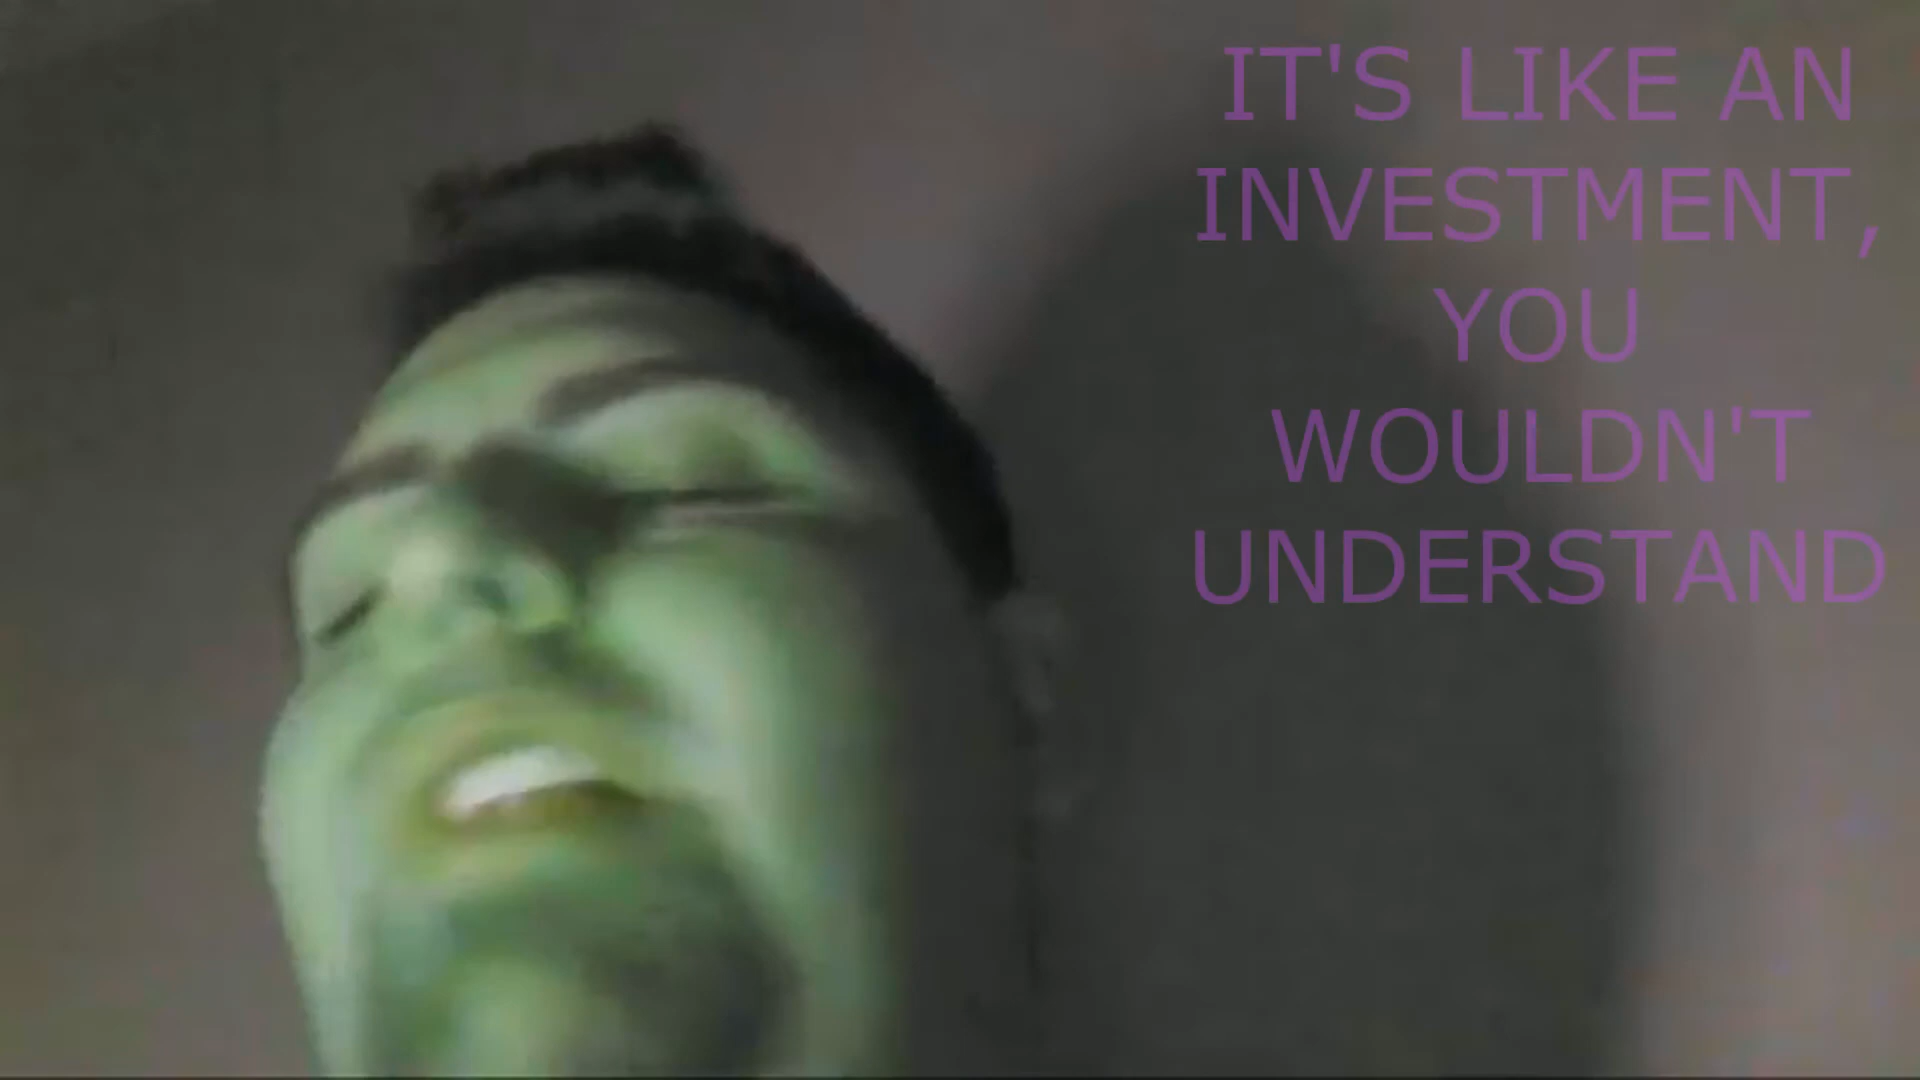 IT'S LIKE AN
INVESTMENT,
YOU
WOULDN'T
UNDERSTAND